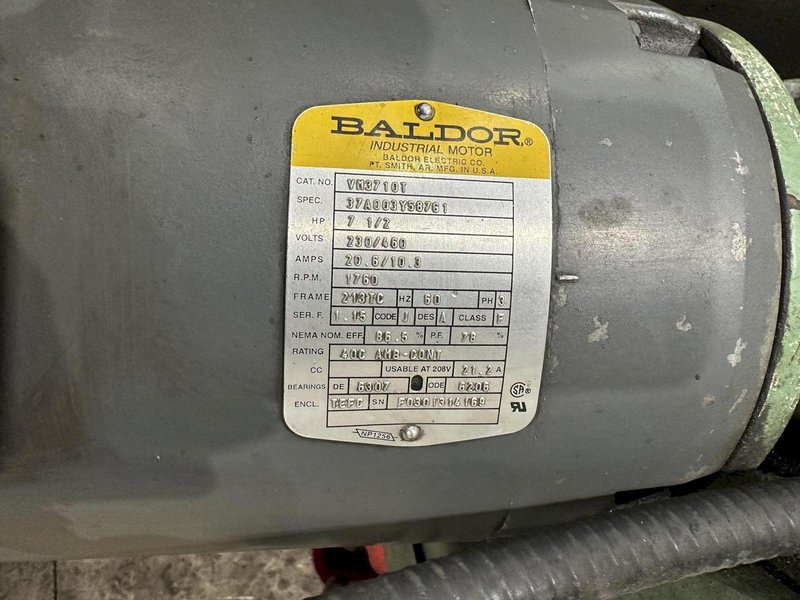 BALDOR®
INDUSTRIAL MOTOR
BALDOR ELECTRIC CO.
FT. SMITH, AR. MFG. IN U.S.A.
CAT. NO. VM3710T
SPEC. 37A003Y587G1
HP 7 1/2
VOLTS 230/460
AMPS 20.6/10.3
R.P.M. 1760
FRAME 213TC HZ 60 PH 3
SER. F. 1.15 CODE J DES A CLASS F
NEMA NOM. EFF. 86.5 % P.F. 78 %
RATING 40C AMB-CONT
CC USABLE AT 208V 21.2 A
BEARINGS DE 6307 ODE 6206
ENCL. TEFC SN F0301314169
NP1256